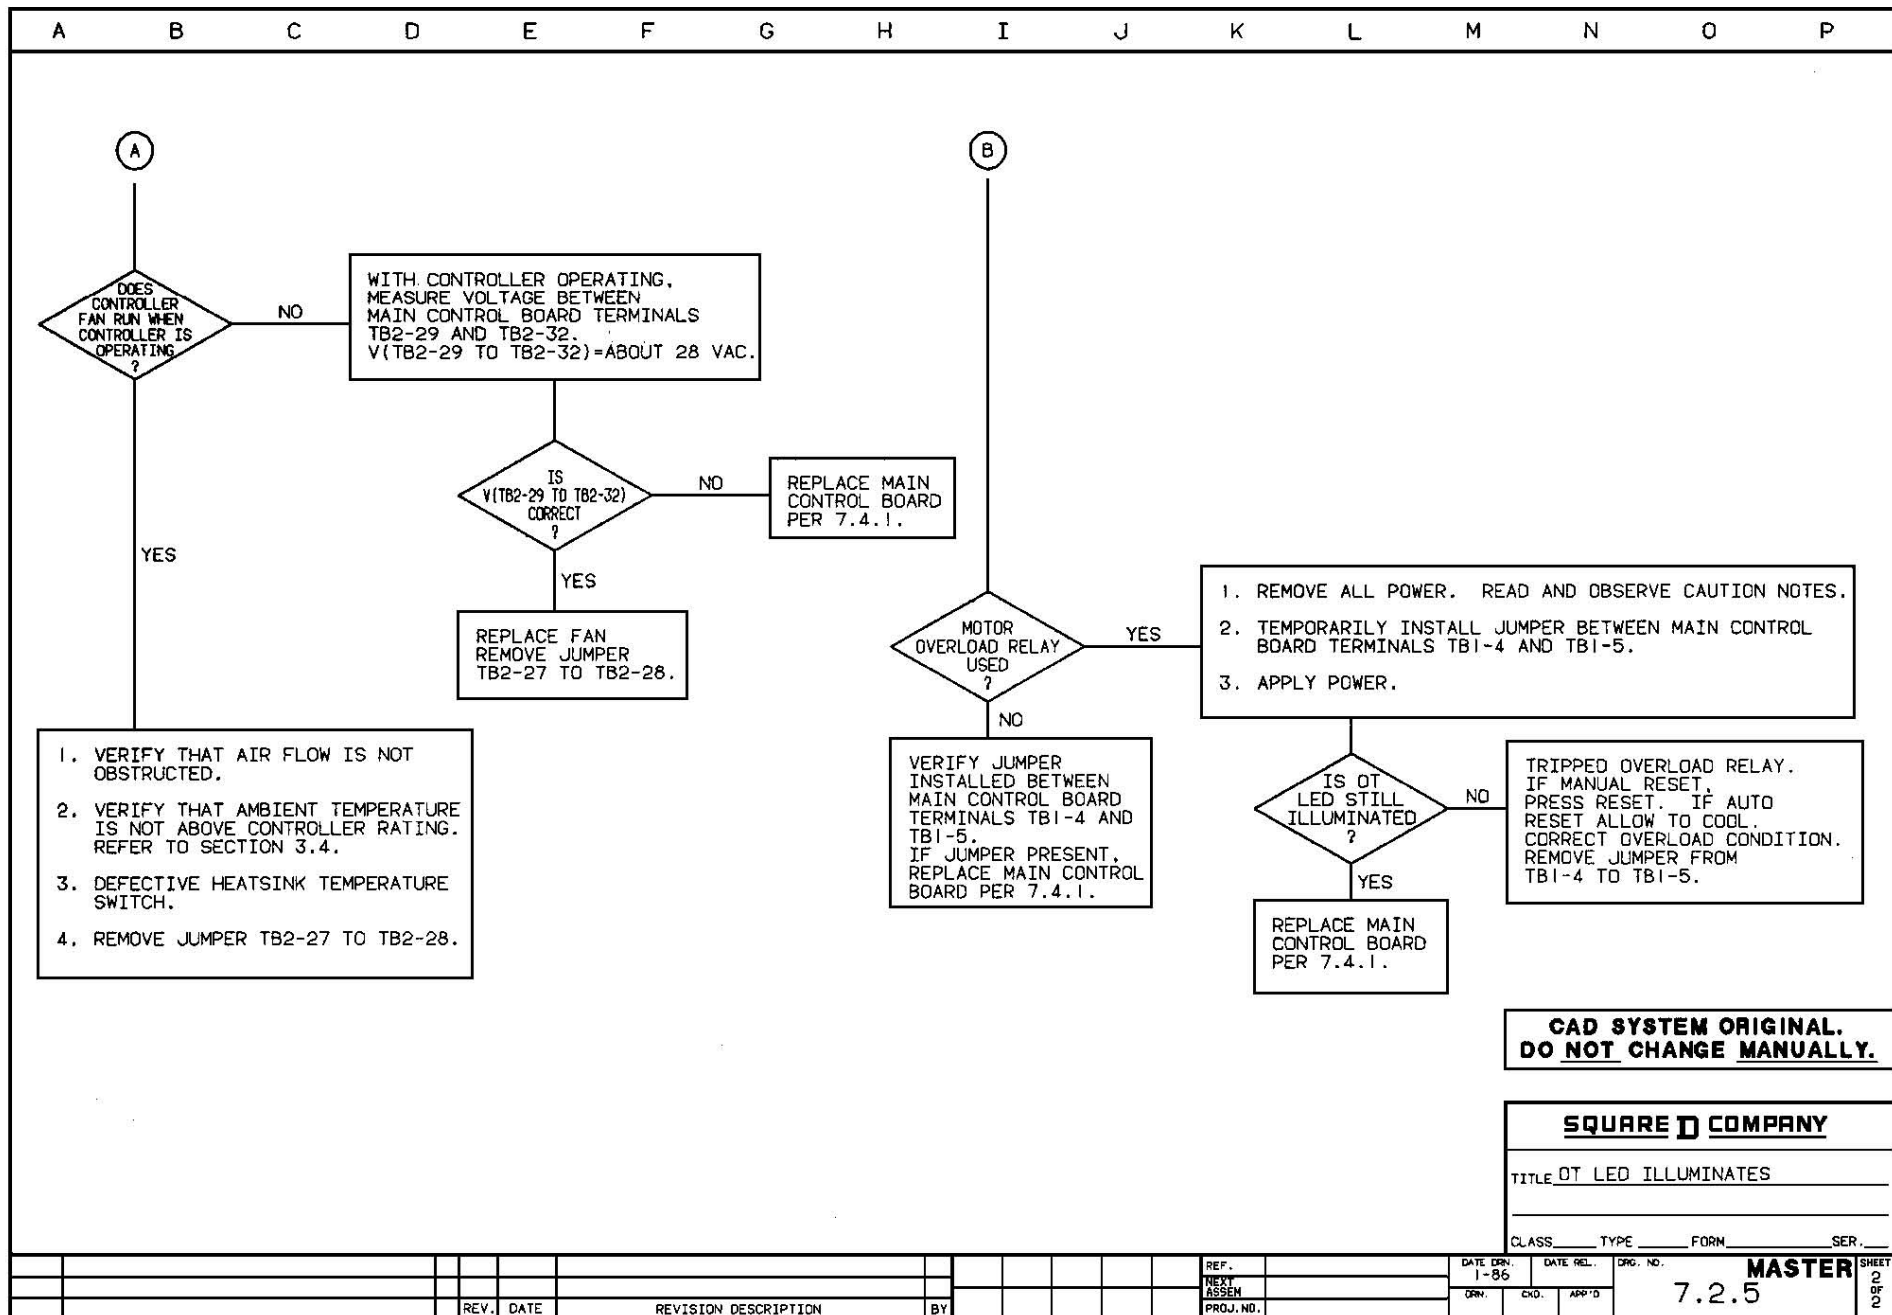 A B C D E F G H I J K L M N O P
A
DOES
CONTROLLER
FAN RUN WHEN
CONTROLLER IS
OPERATING
?
NO
WITH CONTROLLER OPERATING,
MEASURE VOLTAGE BETWEEN
MAIN CONTROL BOARD TERMINALS
TB2-29 AND TB2-32.
V(TB2-29 TO TB2-32)=ABOUT 28 VAC.
IS
V(TB2-29 TO TB2-32)
CORRECT
?
NO
REPLACE MAIN
CONTROL BOARD
PER 7.4.1.
YES
REPLACE FAN
REMOVE JUMPER
TB2-27 TO TB2-28.
YES
1. VERIFY THAT AIR FLOW IS NOT
OBSTRUCTED.
2. VERIFY THAT AMBIENT TEMPERATURE
IS NOT ABOVE CONTROLLER RATING.
REFER TO SECTION 3.4.
3. DEFECTIVE HEATSINK TEMPERATURE
SWITCH.
4. REMOVE JUMPER TB2-27 TO TB2-28.
B
MOTOR
OVERLOAD RELAY
USED
?
YES
1. REMOVE ALL POWER. READ AND OBSERVE CAUTION NOTES.
2. TEMPORARILY INSTALL JUMPER BETWEEN MAIN CONTROL
BOARD TERMINALS TB1-4 AND TB1-5.
3. APPLY POWER.
NO
VERIFY JUMPER
INSTALLED BETWEEN
MAIN CONTROL BOARD
TERMINALS TB1-4 AND
TB1-5.
IF JUMPER PRESENT,
REPLACE MAIN CONTROL
BOARD PER 7.4.1.
IS OT
LED STILL
ILLUMINATED
?
NO
TRIPPED OVERLOAD RELAY.
IF MANUAL RESET,
PRESS RESET. IF AUTO
RESET ALLOW TO COOL.
CORRECT OVERLOAD CONDITION.
REMOVE JUMPER FROM
TB1-4 TO TB1-5.
YES
REPLACE MAIN
CONTROL BOARD
PER 7.4.1.
CAD SYSTEM ORIGINAL.
DO NOT CHANGE MANUALLY.
SQUARE D COMPANY
TITLE OT LED ILLUMINATES
CLASS TYPE FORM SER.
REV. DATE REVISION DESCRIPTION BY
REF.
NEXT
ASSEM
PROJ.NO.
DATE DRN. DATE REL.
1-86
DRN. CKD. APP'D
DRG. NO. MASTER
7.2.5
SHEET
2
OF
2